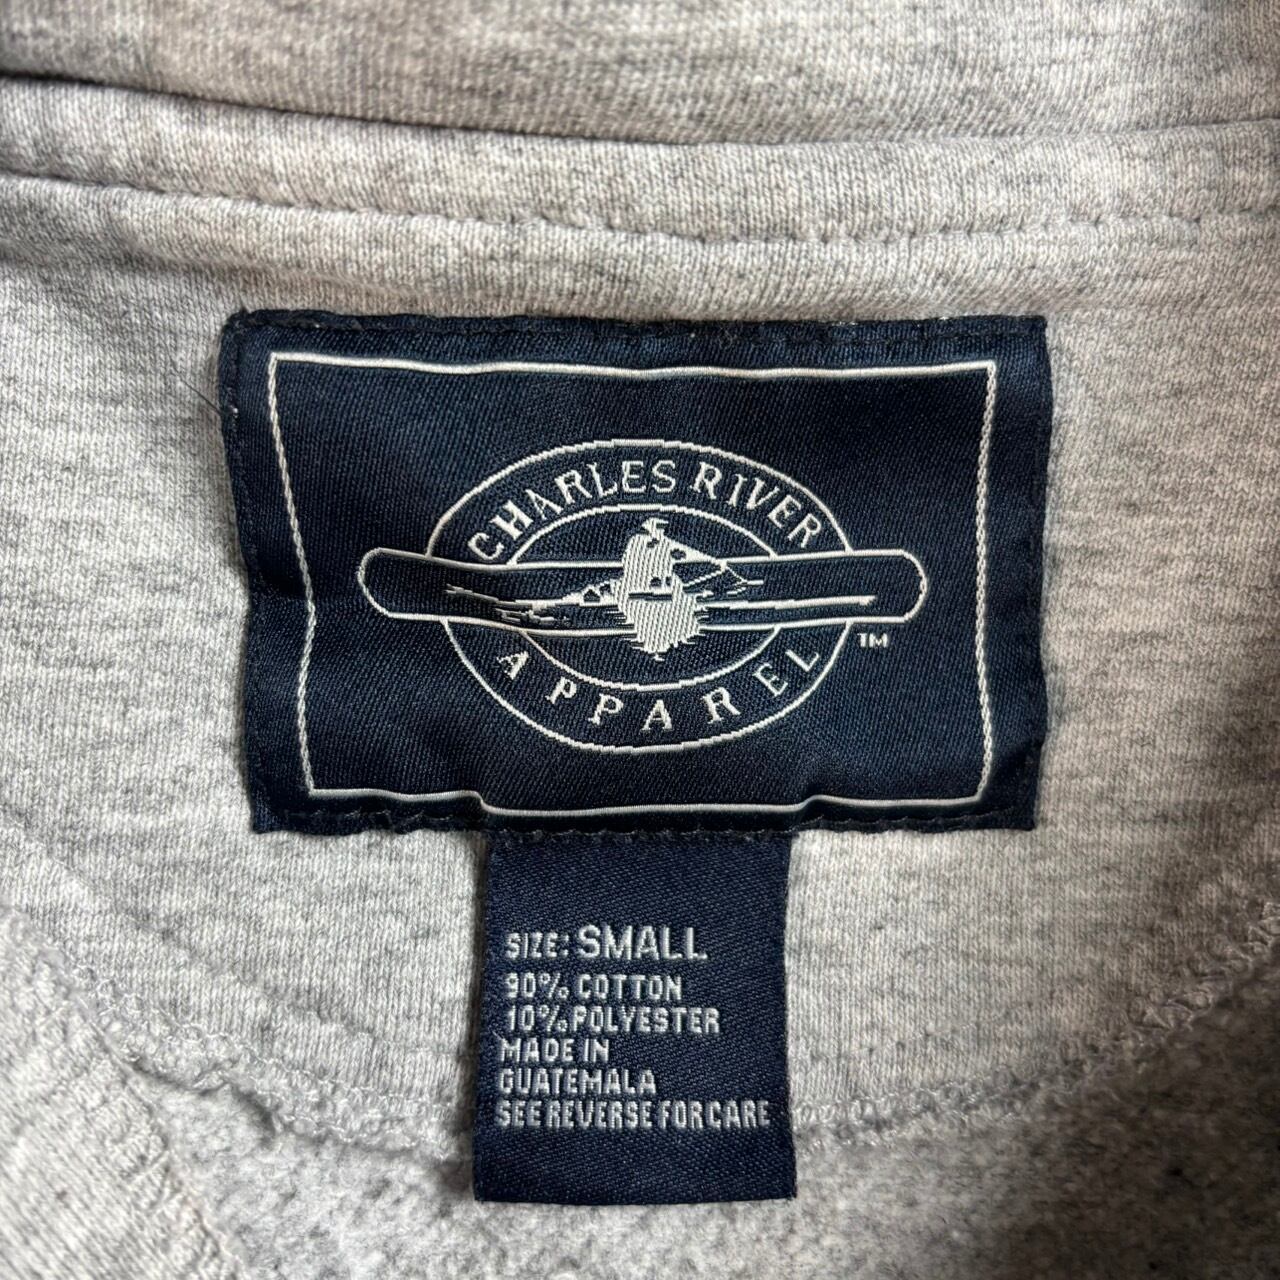 CHARLES RIVER
APPAREL
TM
SIZE: SMALL
90% COTTON
10% POLYESTER
MADE IN
GUATEMALA
SEE REVERSE FOR CARE